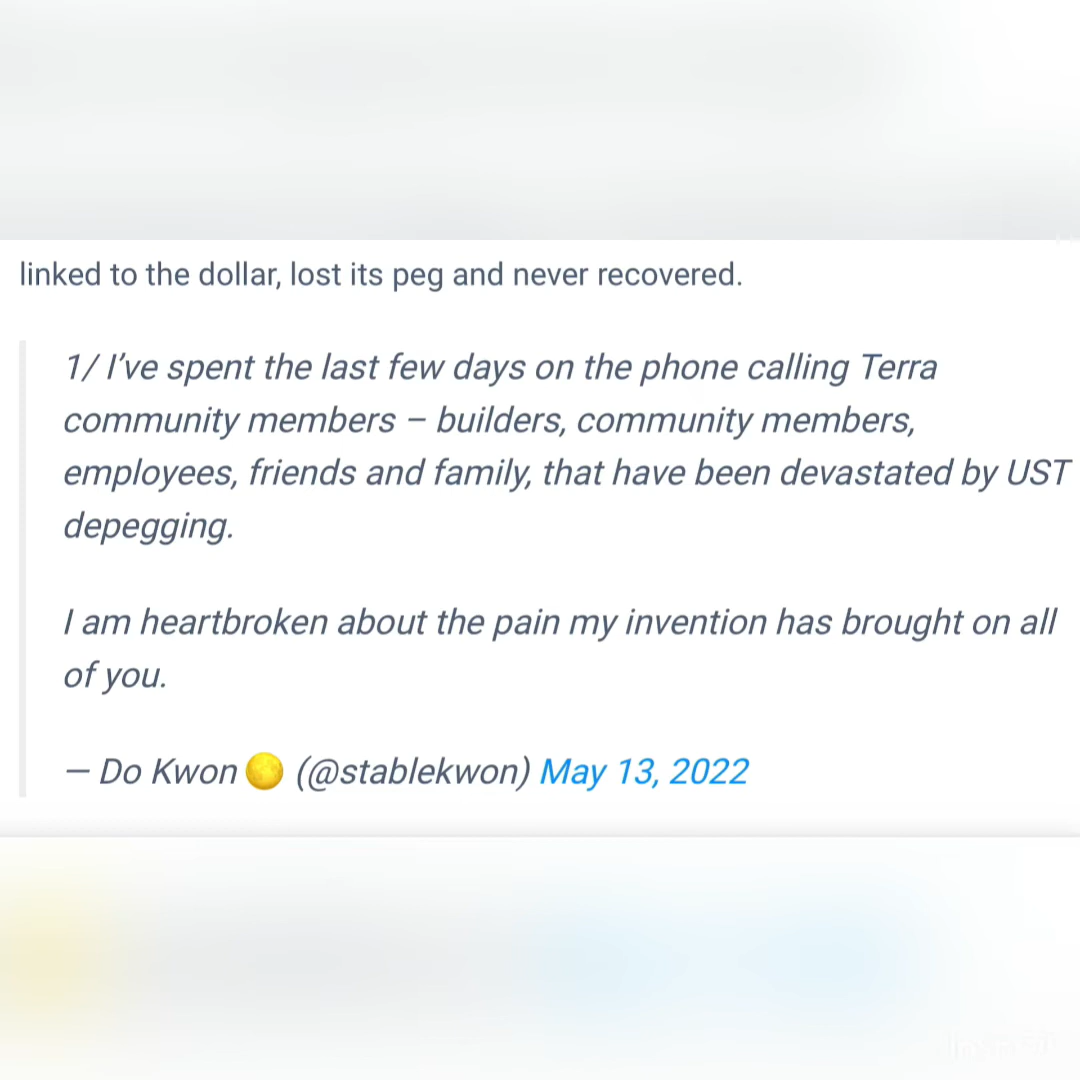 linked to the dollar, lost its peg and never recovered.
1/ I’ve spent the last few days on the phone calling Terra
community members – builders, community members,
employees, friends and family, that have been devastated by UST
depegging.
I am heartbroken about the pain my invention has brought on all
of you.
— Do Kwon 🌕 (@stablekwon) May 13, 2022